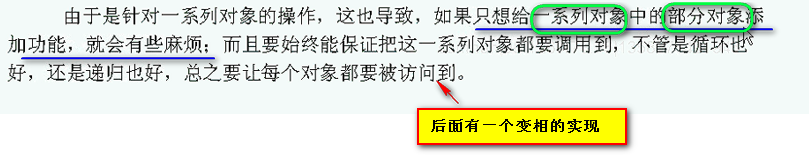 由于是针对一系列对象的操作，这也导致，如果只想给一系列对象中的部分对象添
加功能，就会有些麻烦；而且要始终能保证把这一系列对象都要调用到，不管是循环也
好，还是递归也好，总之要让每个对象都要被访问到。
后面有一个变相的实现